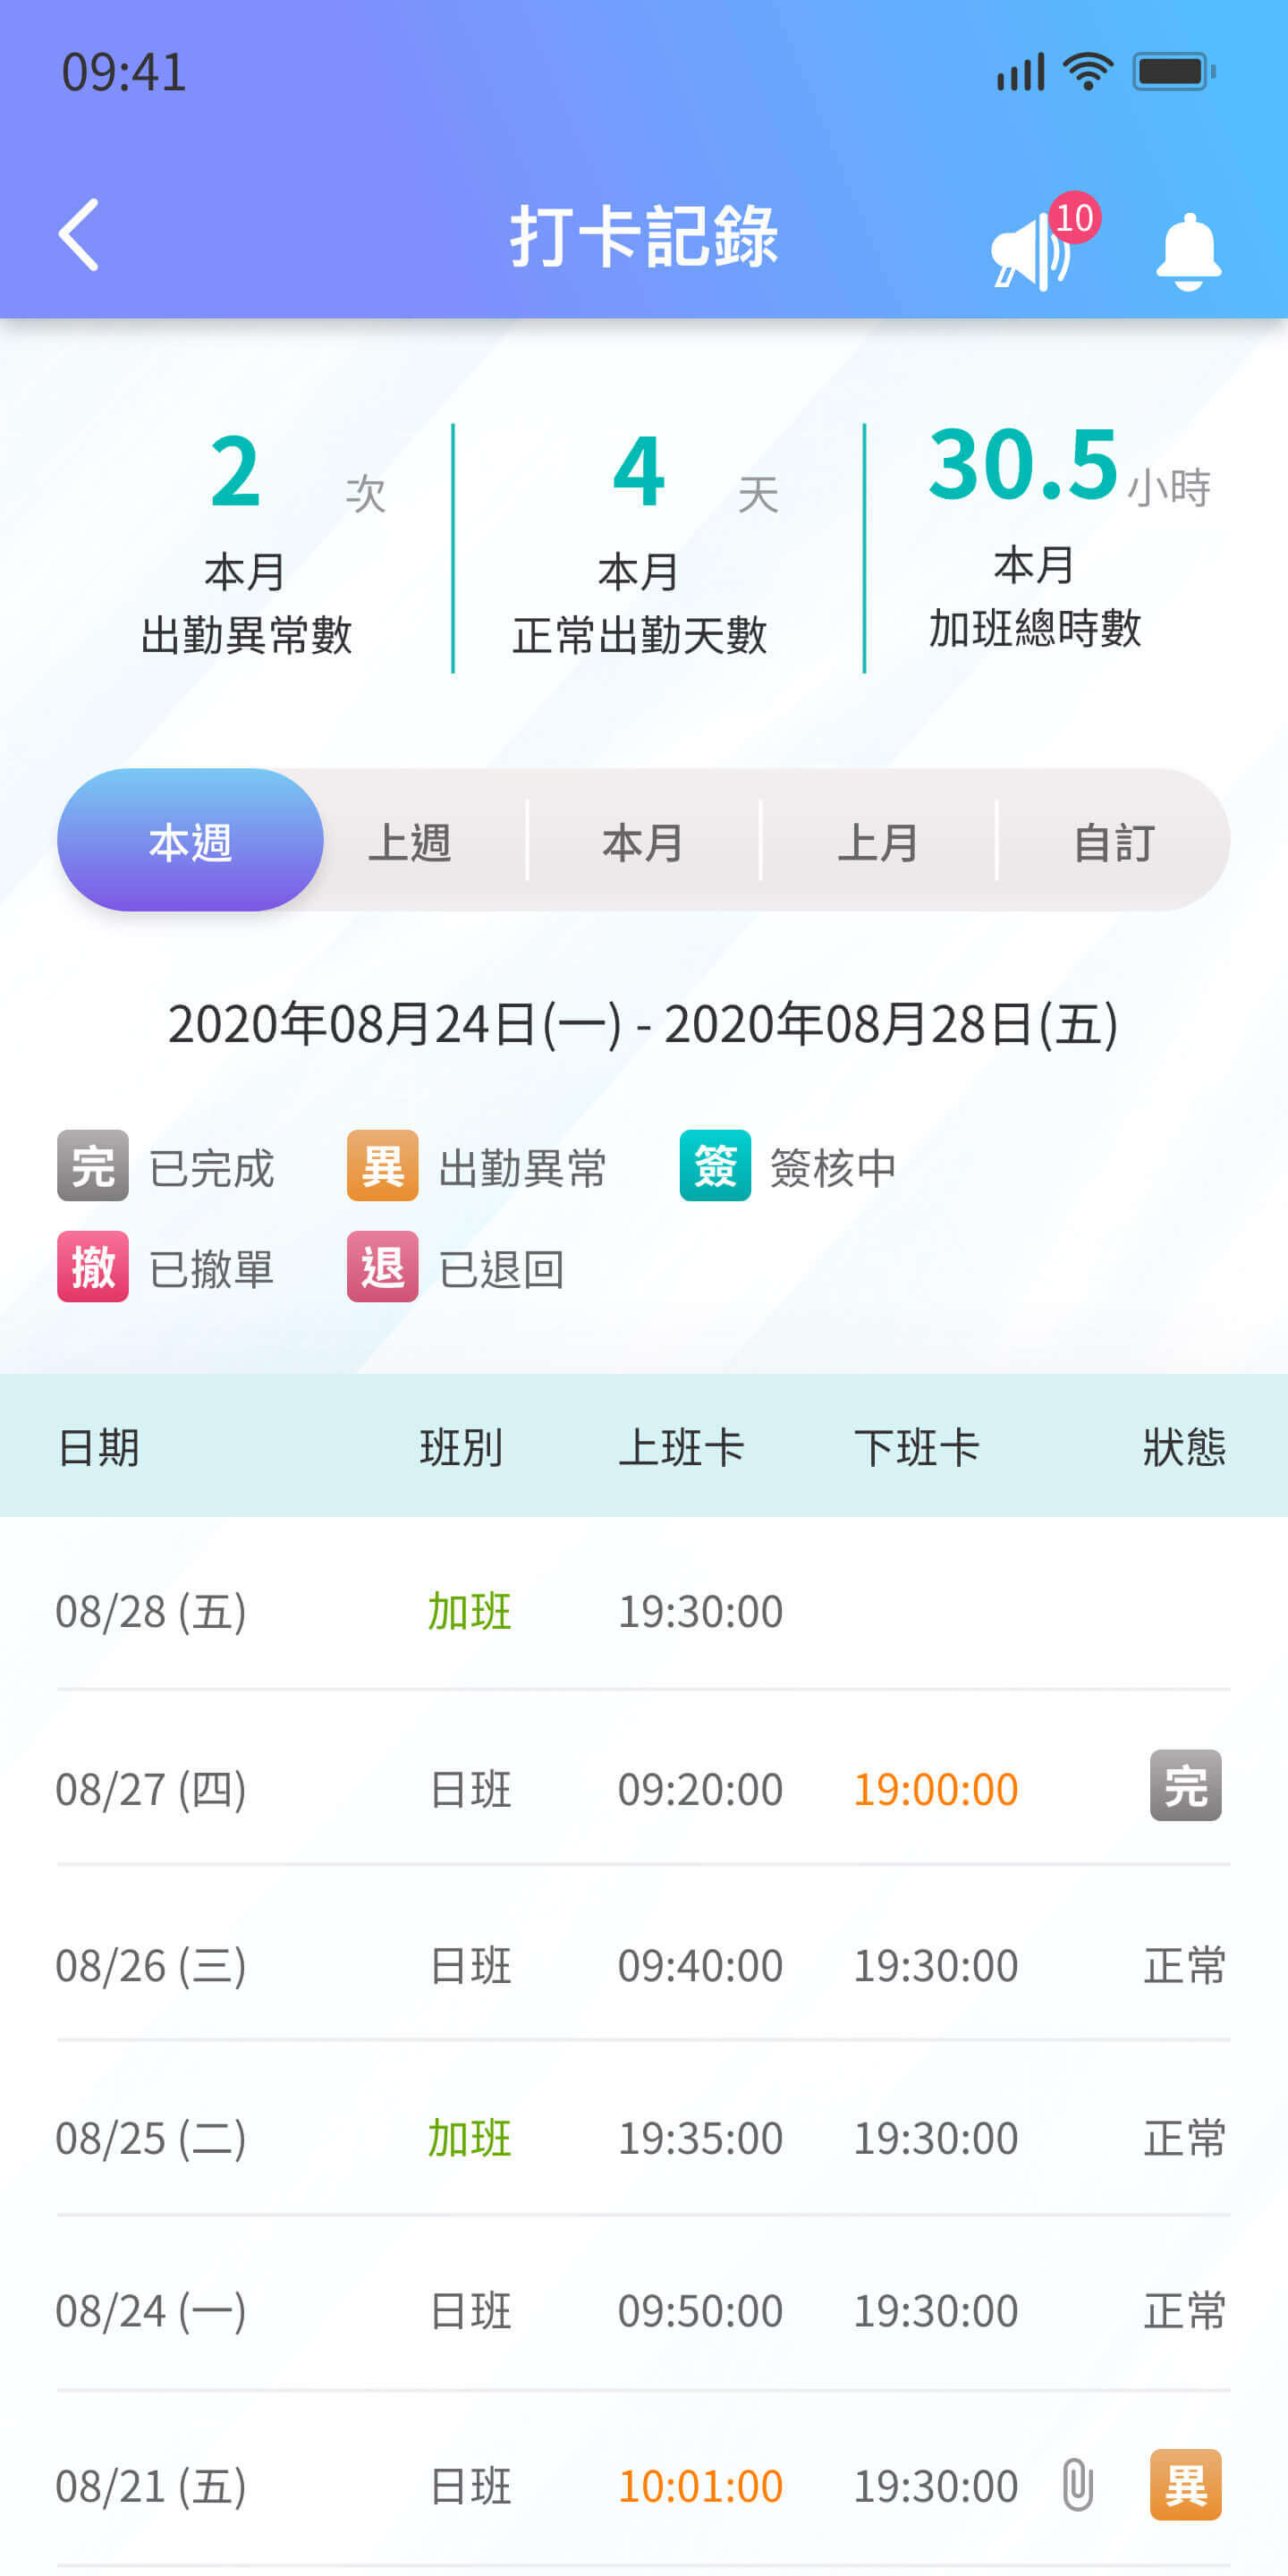 09:41
打卡記錄
10
2 次
本月
出勤異常數
4 天
本月
正常出勤天數
30.5 小時
本月
加班總時數
本週 上週 本月 上月 自訂
2020年08月24日(一) - 2020年08月28日(五)
完 已完成 異 出勤異常 簽 簽核中
撤 已撤單 退 已退回
日期 班別 上班卡 下班卡 狀態
08/28 (五) 加班 19:30:00
08/27 (四) 日班 09:20:00 19:00:00 完
08/26 (三) 日班 09:40:00 19:30:00 正常
08/25 (二) 加班 19:35:00 19:30:00 正常
08/24 (一) 日班 09:50:00 19:30:00 正常
08/21 (五) 日班 10:01:00 19:30:00 異